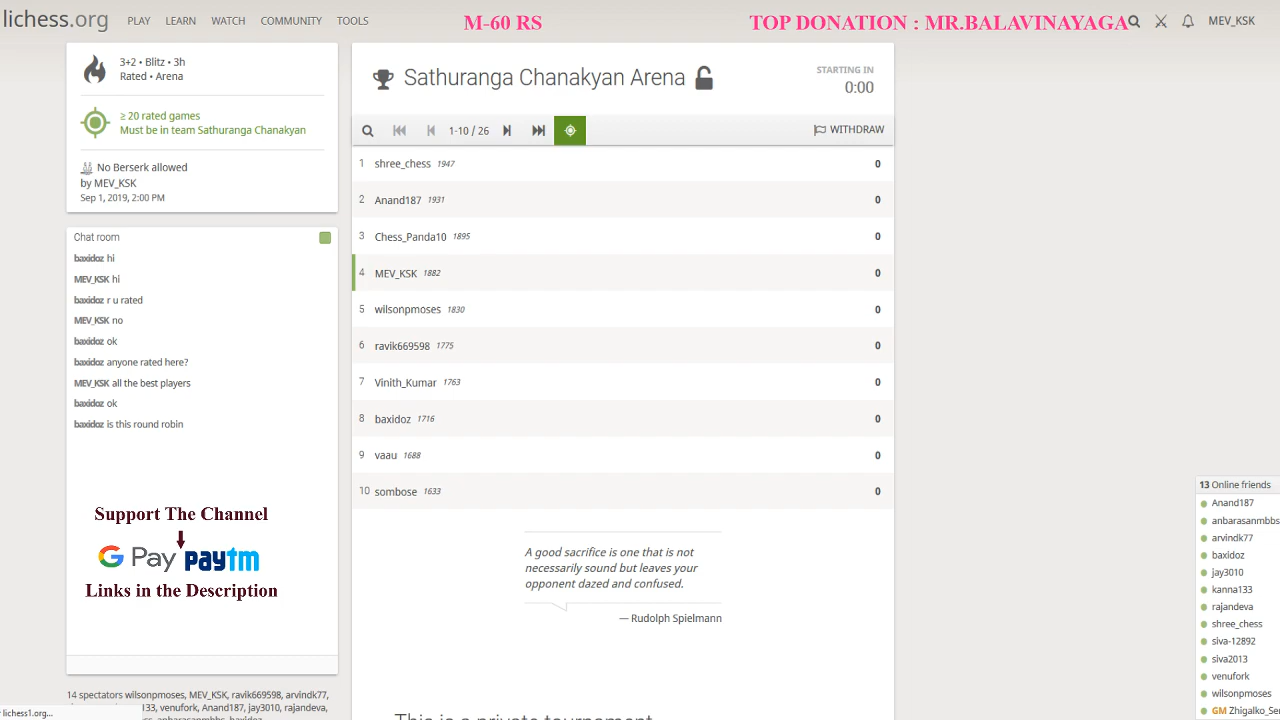 lichess.org PLAY LEARN WATCH COMMUNITY TOOLS M-60 RS TOP DONATION : MR.BALAVINAYAGA MEV_KSK
3+2 • Blitz • 3h
Rated • Arena
≥ 20 rated games
Must be in team Sathuranga Chanakyan
No Berserk allowed
by MEV_KSK
Sep 1, 2019, 2:00 PM
Chat room
baxidoz hi
MEV_KSK hi
baxidoz r u rated
MEV_KSK no
baxidoz ok
baxidoz anyone rated here?
MEV_KSK all the best players
baxidoz ok
baxidoz is this round robin
Support The Channel
G Pay paytm
Links in the Description
14 spectators wilsonpmoses, MEV_KSK, ravik669598, arvindk77,
133, venufork, Anand187, jay3010, rajandeva,
anbarasanmbbs, baxidoz
lichess1.org...
Sathuranga Chanakyan Arena
STARTING IN
0:00
1-10 / 26
WITHDRAW
1 shree_chess 1947 0
2 Anand187 1931 0
3 Chess_Panda10 1895 0
4 MEV_KSK 1882 0
5 wilsonpmoses 1830 0
6 ravik669598 1775 0
7 Vinith_Kumar 1763 0
8 baxidoz 1716 0
9 vaau 1688 0
10 sombose 1633 0
A good sacrifice is one that is not
necessarily sound but leaves your
opponent dazed and confused.
— Rudolph Spielmann
This is a private tournament
13 Online friends
Anand187
anbarasanmbbs
arvindk77
baxidoz
jay3010
kanna133
rajandeva
shree_chess
siva-12892
siva2013
venufork
wilsonpmoses
GM Zhigalko_Se